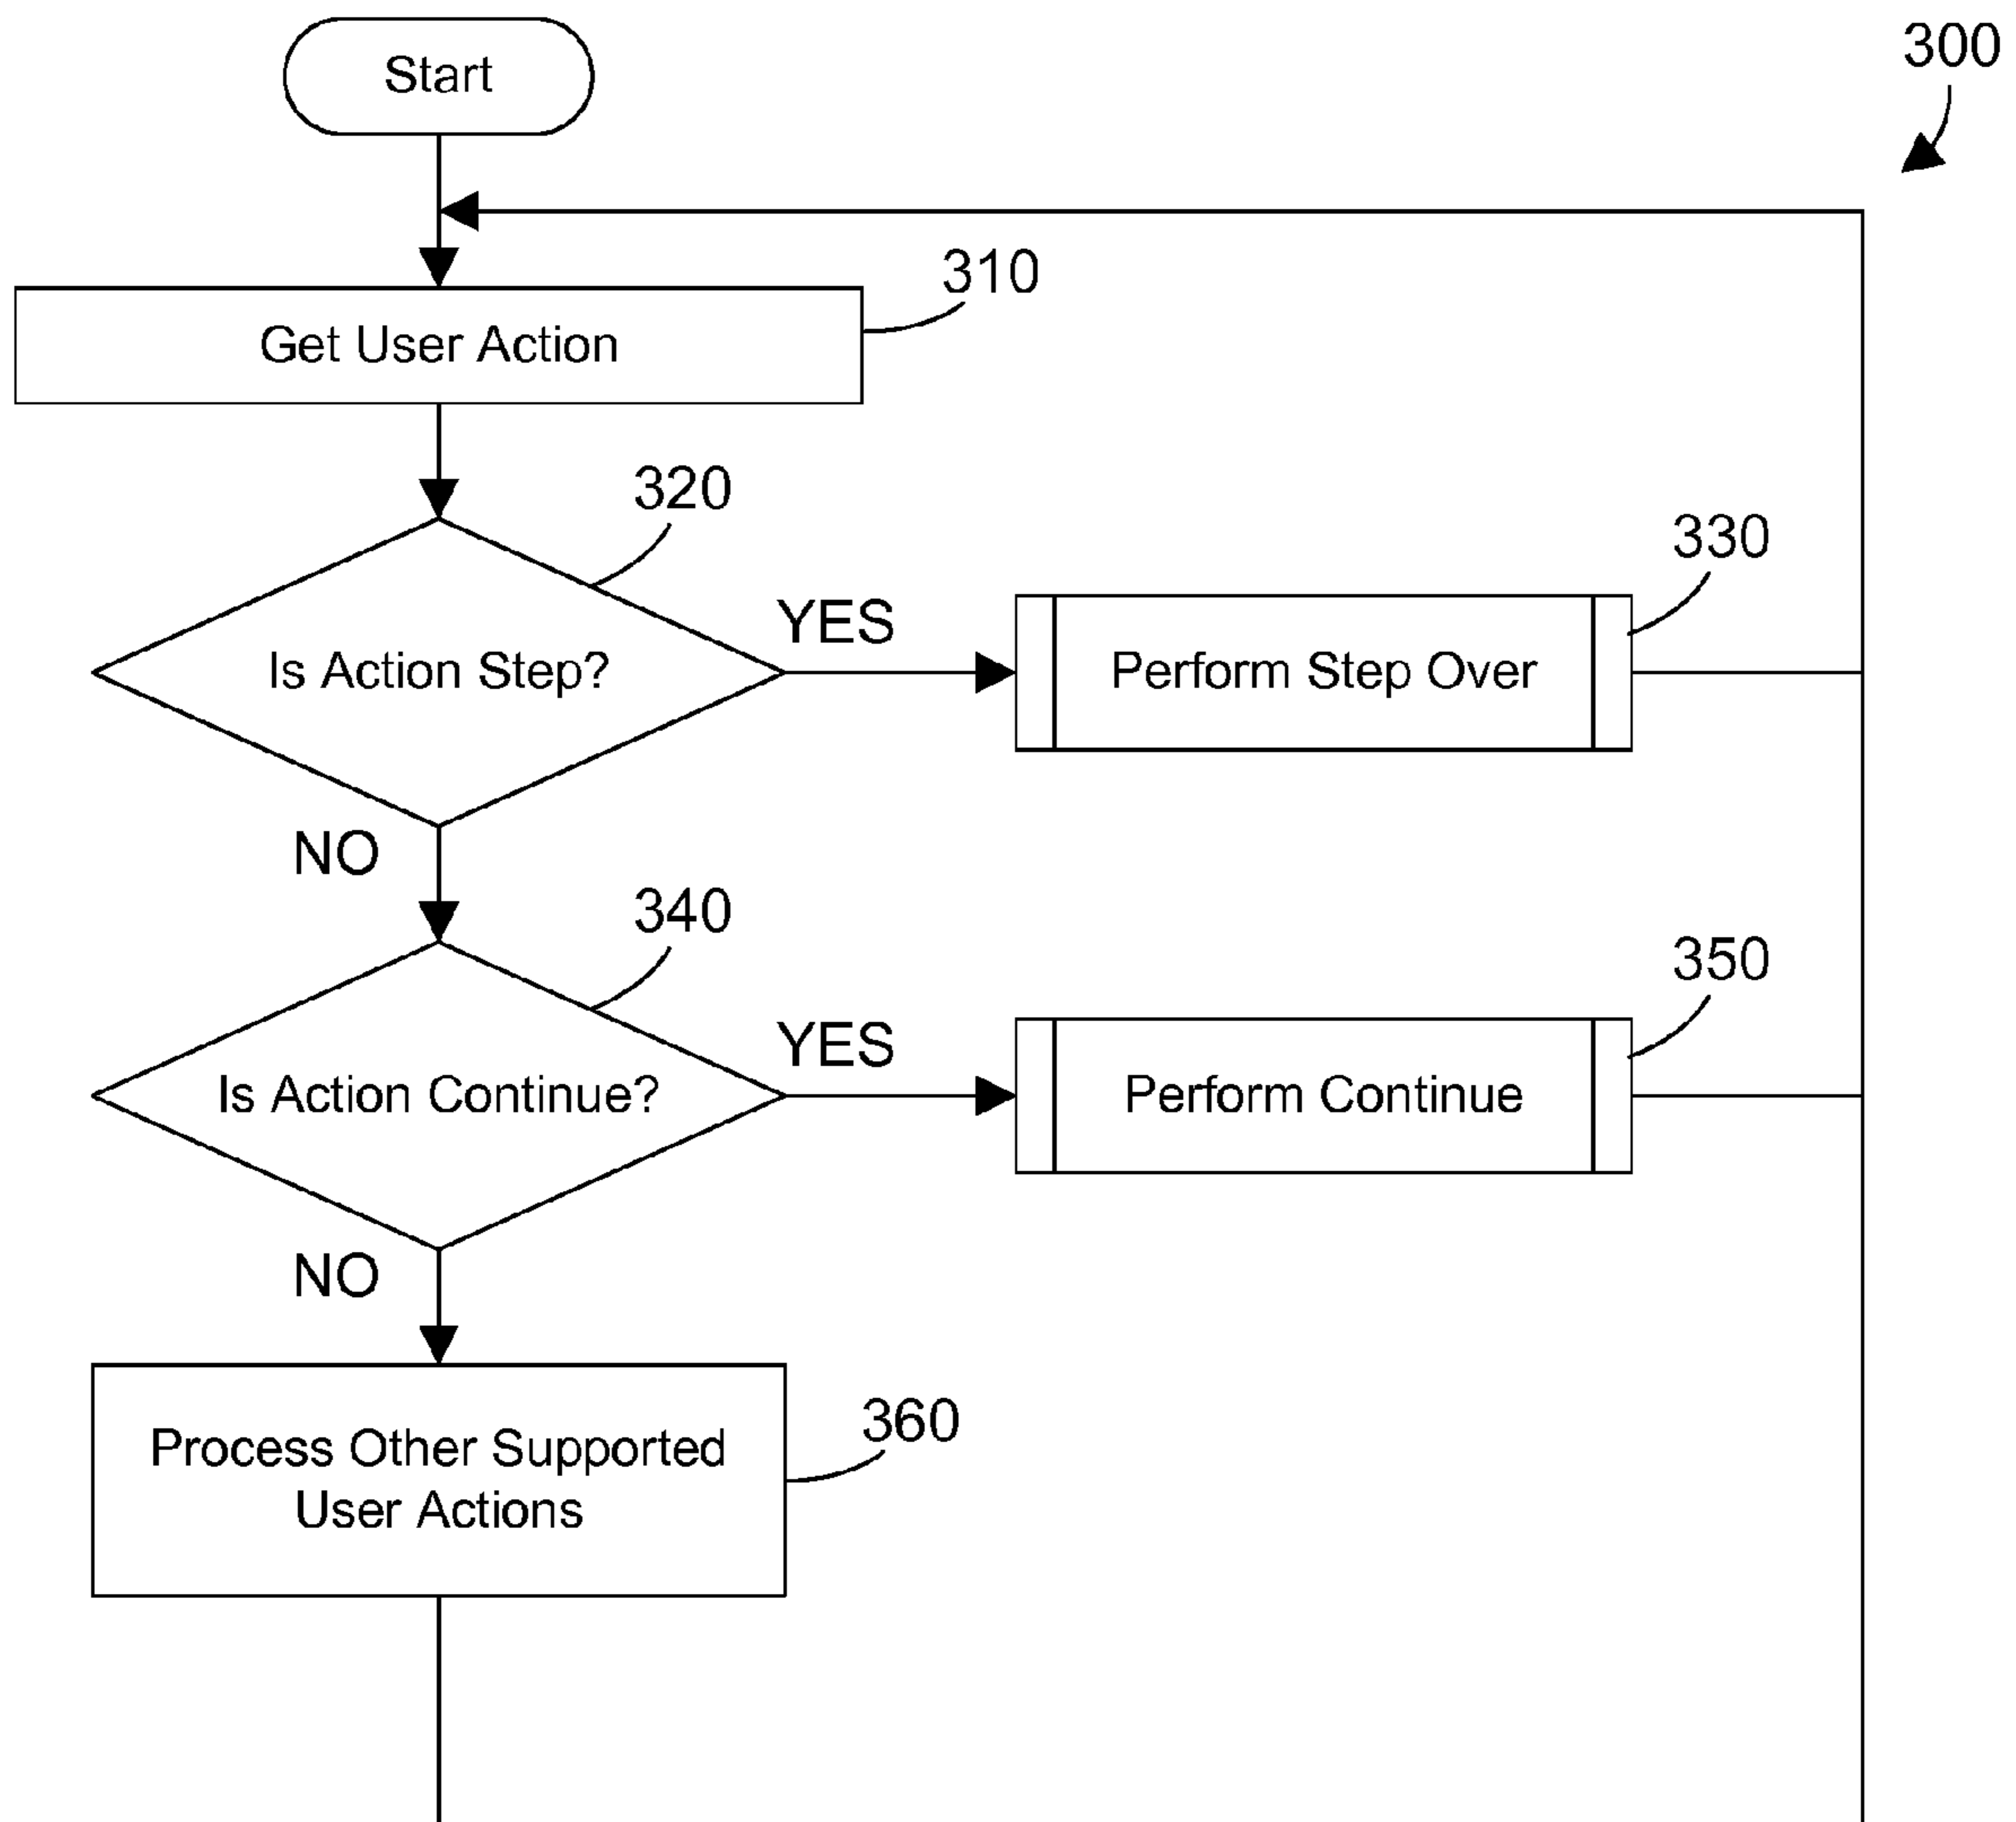 Start
300
310
Get User Action
320
330
YES
Is Action Step?
Perform Step Over
NO
340
350
YES
Is Action Continue?
Perform Continue
NO
360
Process Other Supported
User Actions